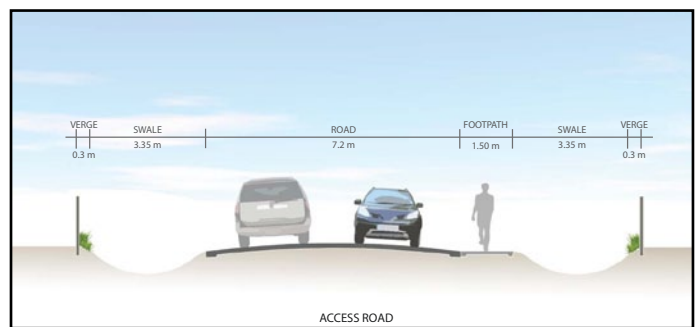 VERGE SWALE ROAD FOOTPATH SWALE VERGE
0.3 m 3.35 m 7.2 m 1.50 m 3.35 m 0.3 m
ACCESS ROAD